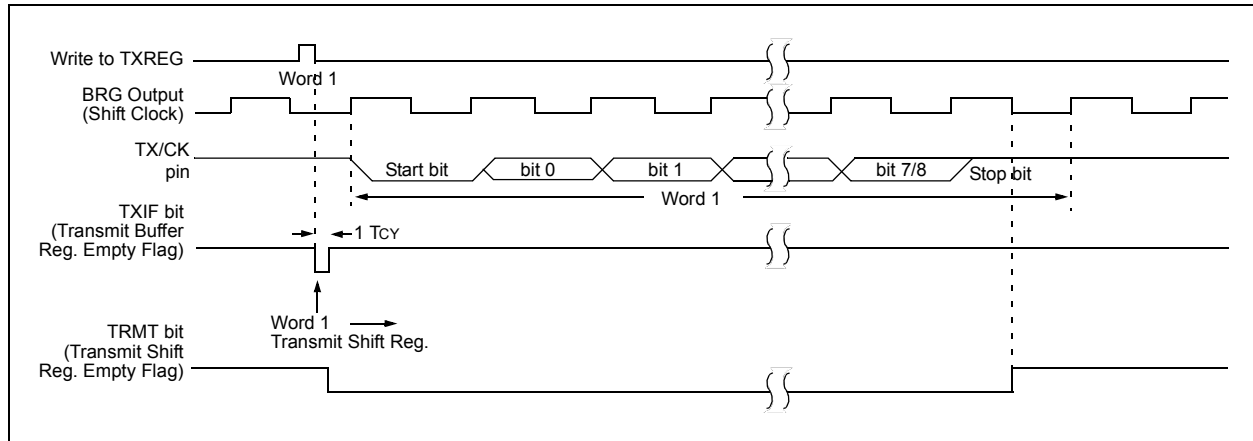 Write to TXREG
Word 1
BRG Output
(Shift Clock)
TX/CK
pin
Start bit
bit 0
bit 1
bit 7/8
Stop bit
Word 1
TXIF bit
(Transmit Buffer
Reg. Empty Flag)
1 TCY
Word 1
Transmit Shift Reg.
TRMT bit
(Transmit Shift
Reg. Empty Flag)